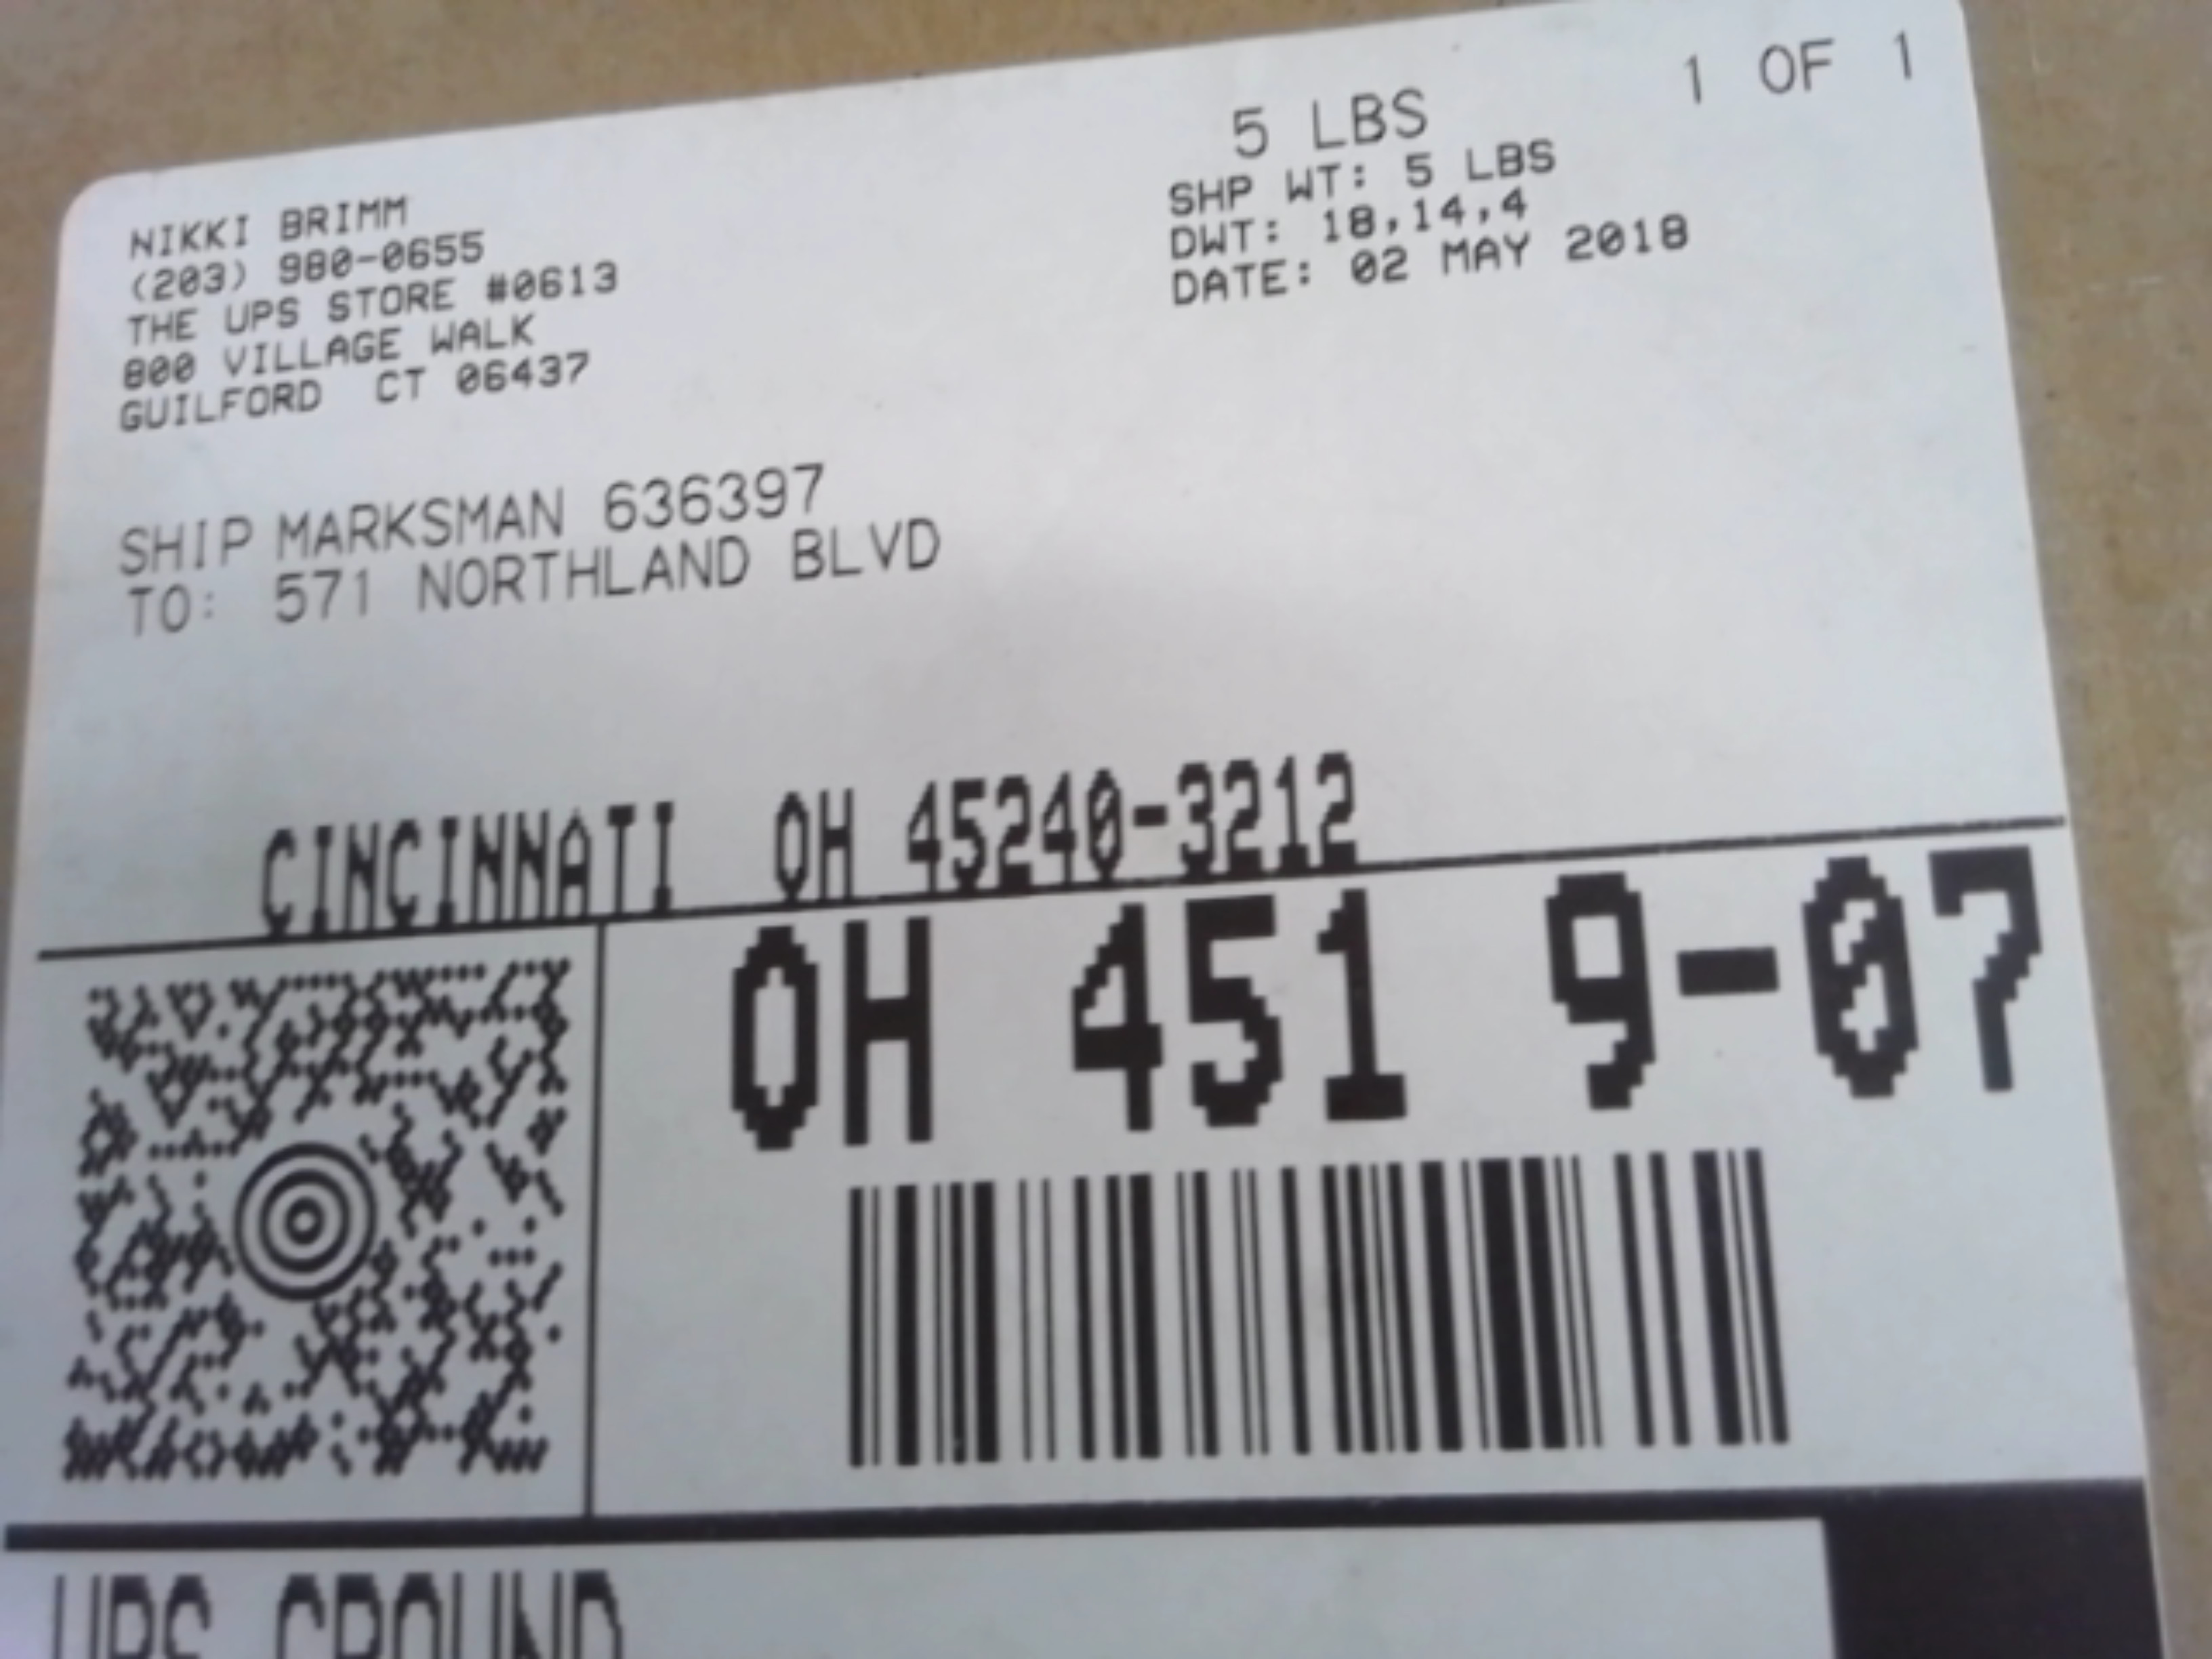 NIKKI BRIMM
(203) 980-0655
THE UPS STORE #0613
800 VILLAGE WALK
GUILFORD CT 06437
5 LBS
1 OF 1
SHP WT: 5 LBS
DWT: 18,14,4
DATE: 02 MAY 2018
SHIP MARKSMAN 636397
TO: 571 NORTHLAND BLVD
CINCINNATI OH 45240-3212
OH 451 9-07
UPS GROUND